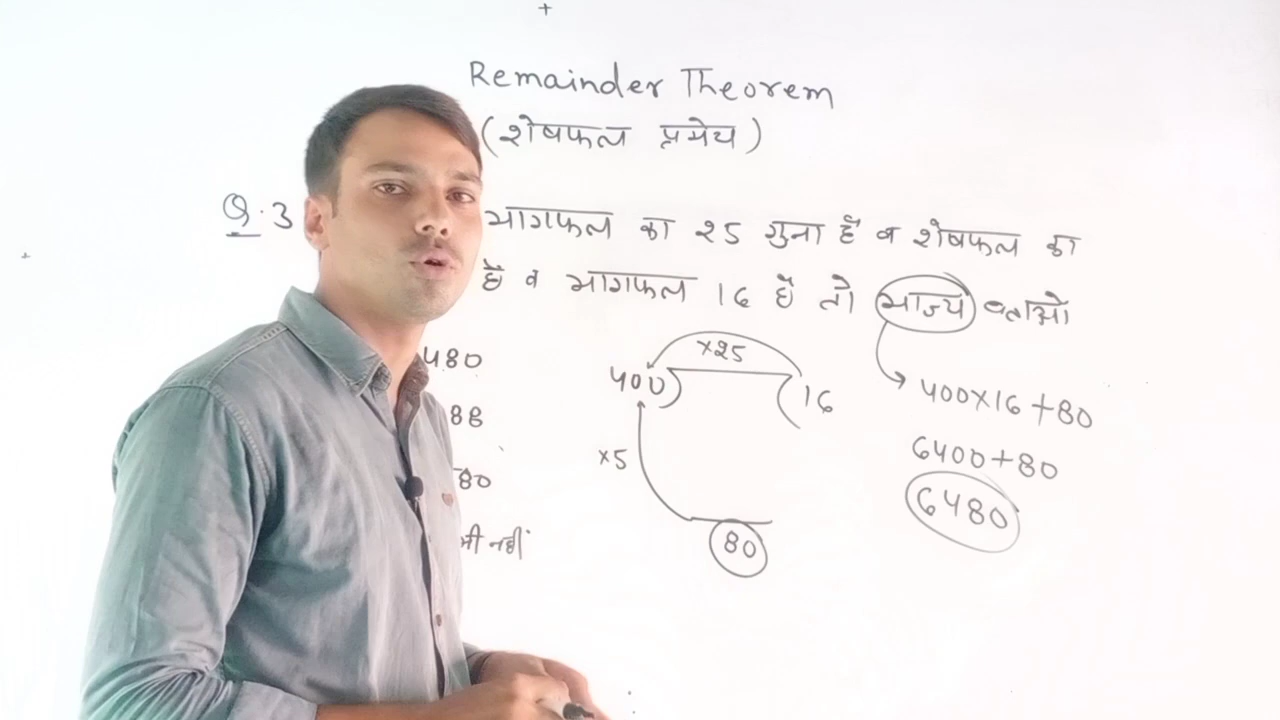 Remainder Theorem
(शेषफल प्रमेय)
Q.3 भागफल का 25 गुना हैं व शेषफल का
हैं व भागफल 16 हैं तो भाज्य बताओ
480
88
80
भी नहीं
400) ×25 (16
×5
80
400×16+80
6400+80
6480